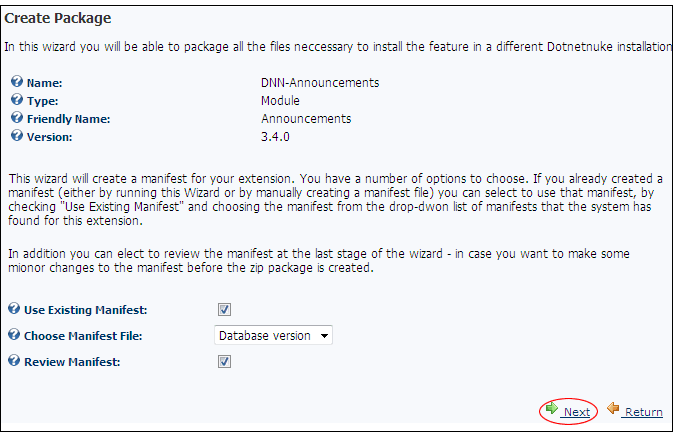 Create Package
In this wizard you will be able to package all the files neccessary to install the feature in a different Dotnetnuke installation
Name: DNN-Announcements
Type: Module
Friendly Name: Announcements
Version: 3.4.0
This wizard will create a manifest for your extension. You have a number of options to choose. If you already created a
manifest (either by running this Wizard or by manually creating a manifest file) you can select to use that manifest, by
checking "Use Existing Manifest" and choosing the manifest from the drop-dwon list of manifests that the system has
found for this extension.
In addition you can elect to review the manifest at the last stage of the wizard - in case you want to make some
mionor changes to the manifest before the zip package is created.
Use Existing Manifest:
Choose Manifest File: Database version
Review Manifest:
Next Return